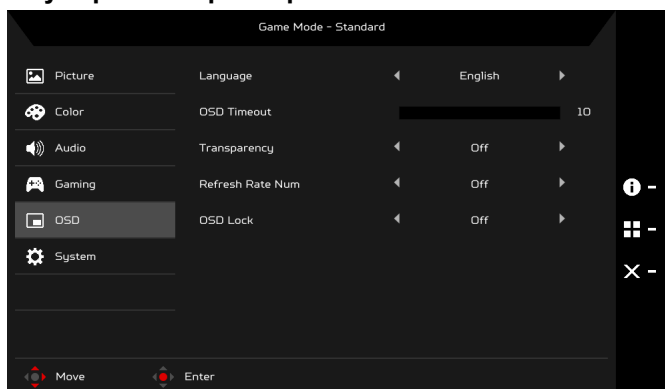 Game Mode - Standard
Picture
Language English
Color
OSD Timeout 10
Audio
Transparency Off
Gaming
Refresh Rate Num Off
OSD
OSD Lock Off
System
Move Enter